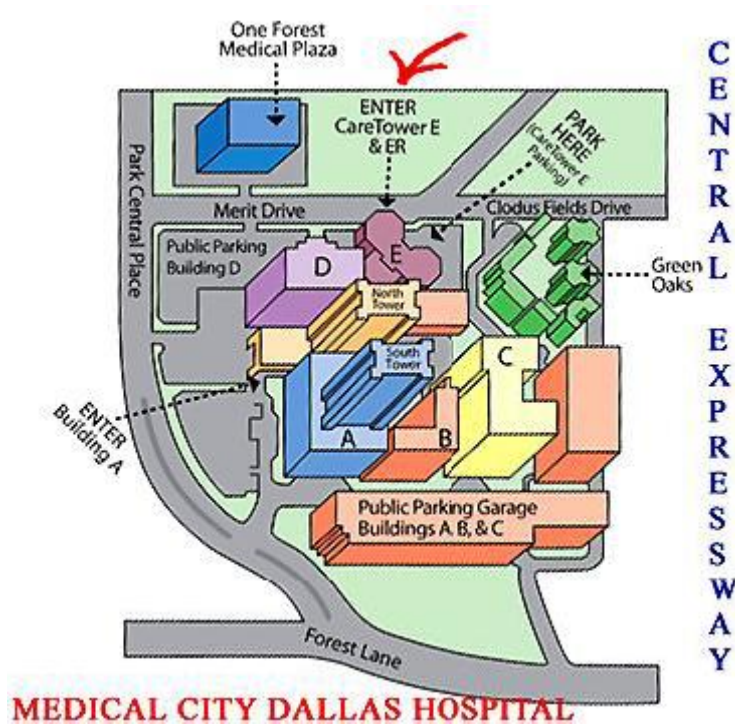 One Forest
Medical Plaza
ENTER
CareTower E
& ER
PARK
HERE
(CareTower E
Parking)
CENTRAL EXPRESSWAY
Park Central Place
Merit Drive
Clodus Fields Drive
Public Parking
Building D
E
D
Green
Oaks
North
Tower
South
Tower
C
ENTER
Building A
A
B
Public Parking Garage
Buildings A, B, & C
Forest Lane
MEDICAL CITY DALLAS HOSPITAL